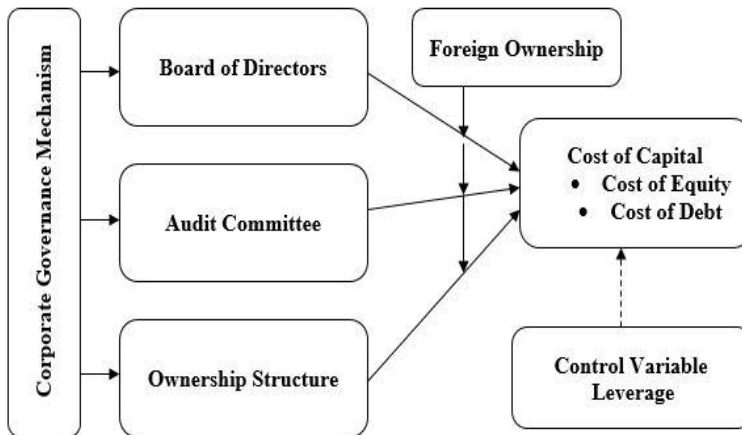 Corporate Governance Mechanism
Board of Directors
Foreign Ownership
Audit Committee
Cost of Capital
• Cost of Equity
• Cost of Debt
Ownership Structure
Control Variable
Leverage